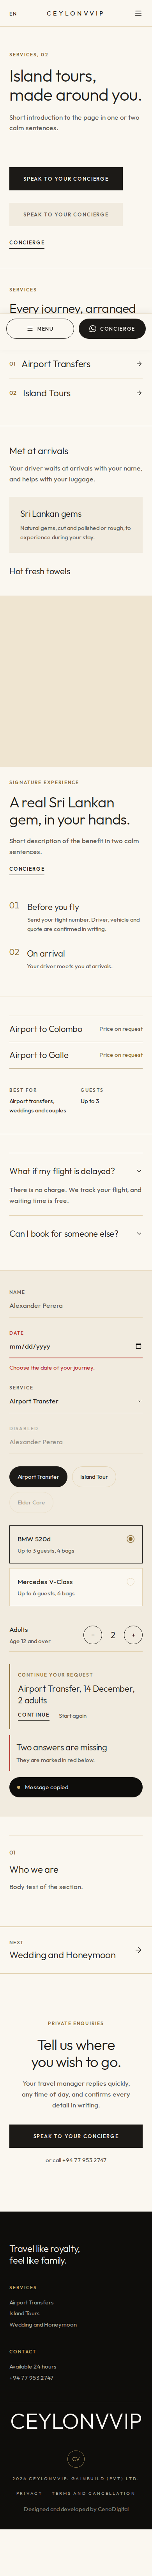 EN
CEYLONVVIP
SERVICES, 02
Island tours,
made around you.
Short introduction to the page in one or two
calm sentences.
SPEAK TO YOUR CONCIERGE
SPEAK TO YOUR CONCIERGE
CONCIERGE
SERVICES
Every journey, arranged
MENU
CONCIERGE
01 Airport Transfers
02 Island Tours
Met at arrivals
Your driver waits at arrivals with your name,
and helps with your luggage.
Sri Lankan gems
Natural gems, cut and polished or rough, to
experience during your stay.
Hot fresh towels
SIGNATURE EXPERIENCE
A real Sri Lankan
gem, in your hands.
Short description of the benefit in two calm
sentences.
CONCIERGE
01 Before you fly
Send your flight number. Driver, vehicle and
quote are confirmed in writing.
02 On arrival
Your driver meets you at arrivals.
Airport to Colombo Price on request
Airport to Galle Price on request
BEST FOR GUESTS
Airport transfers, Up to 3
weddings and couples
What if my flight is delayed?
There is no charge. We track your flight, and
waiting time is free.
Can I book for someone else?
NAME
Alexander Perera
DATE
mm/dd/yyyy
Choose the date of your journey.
SERVICE
Airport Transfer
DISABLED
Alexander Perera
Airport Transfer Island Tour
Elder Care
BMW 520d
Up to 3 guests, 4 bags
Mercedes V-Class
Up to 6 guests, 6 bags
Adults
Age 12 and over
− 2 +
CONTINUE YOUR REQUEST
Airport Transfer, 14 December,
2 adults
CONTINUE Start again
Two answers are missing
They are marked in red below.
Message copied
01
Who we are
Body text of the section.
NEXT
Wedding and Honeymoon
PRIVATE ENQUIRIES
Tell us where
you wish to go.
Your travel manager replies quickly,
any time of day, and confirms every
detail in writing.
SPEAK TO YOUR CONCIERGE
or call +94 77 953 7247
Travel like royalty,
feel like family.
SERVICES
Airport Transfers
Island Tours
Wedding and Honeymoon
CONTACT
Available 24 hours
+94 77 953 7247
CEYLONVVIP
CV
2026 CEYLONVVIP. GAINBUILD (PVT) LTD.
PRIVACY TERMS AND CANCELLATION
Designed and developed by CenoDigital